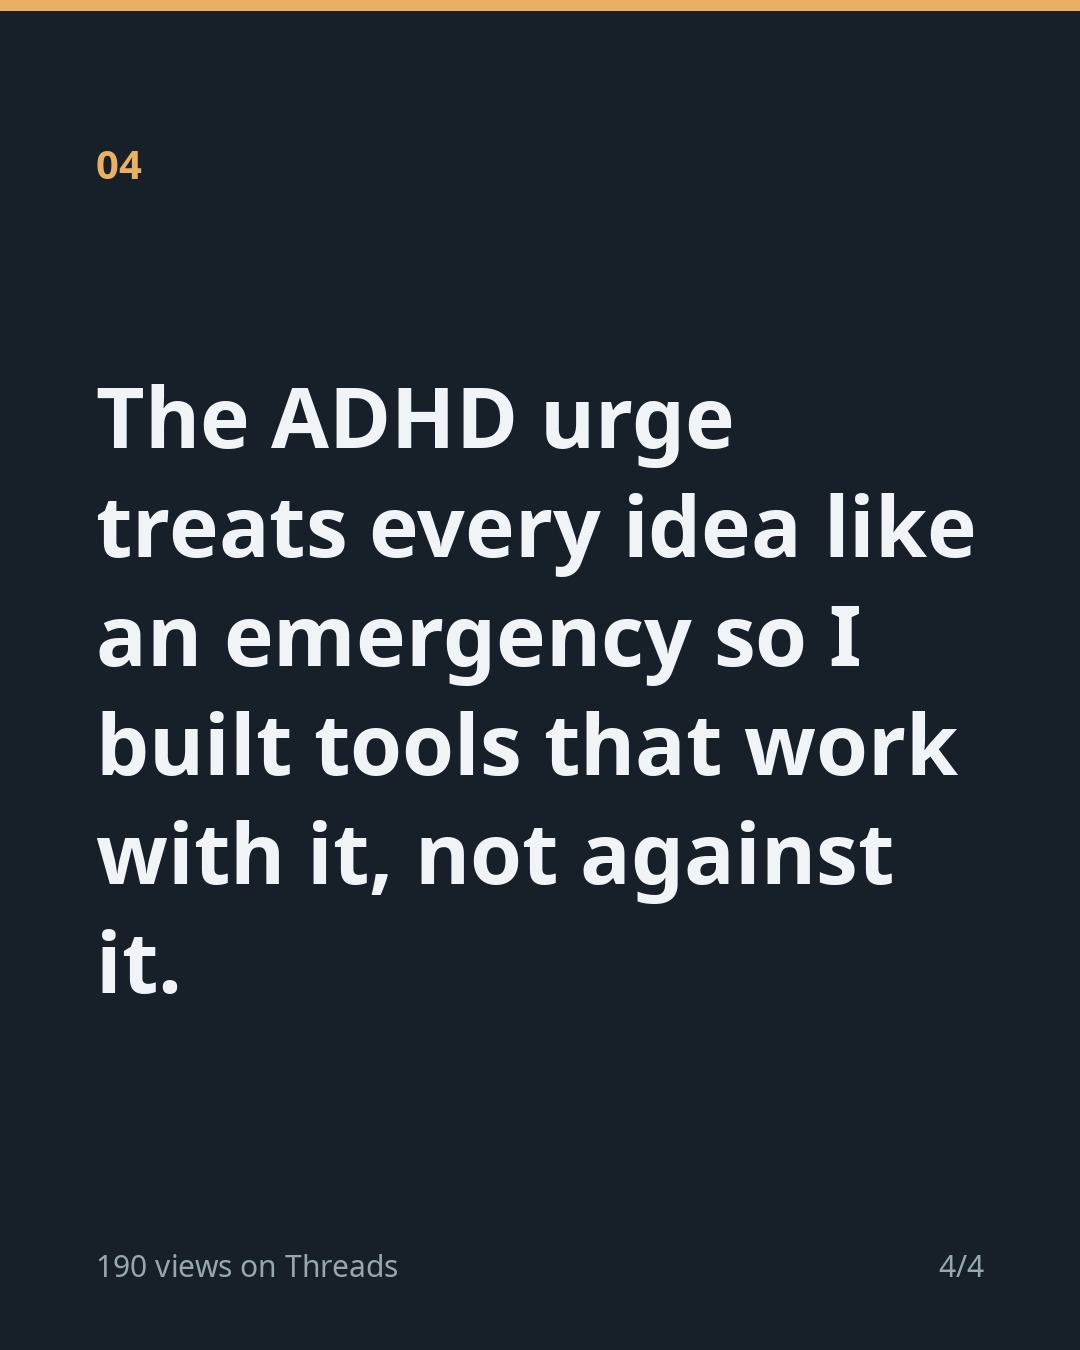 04
The ADHD urge
treats every idea like
an emergency so I
built tools that work
with it, not against
it.
190 views on Threads
4/4